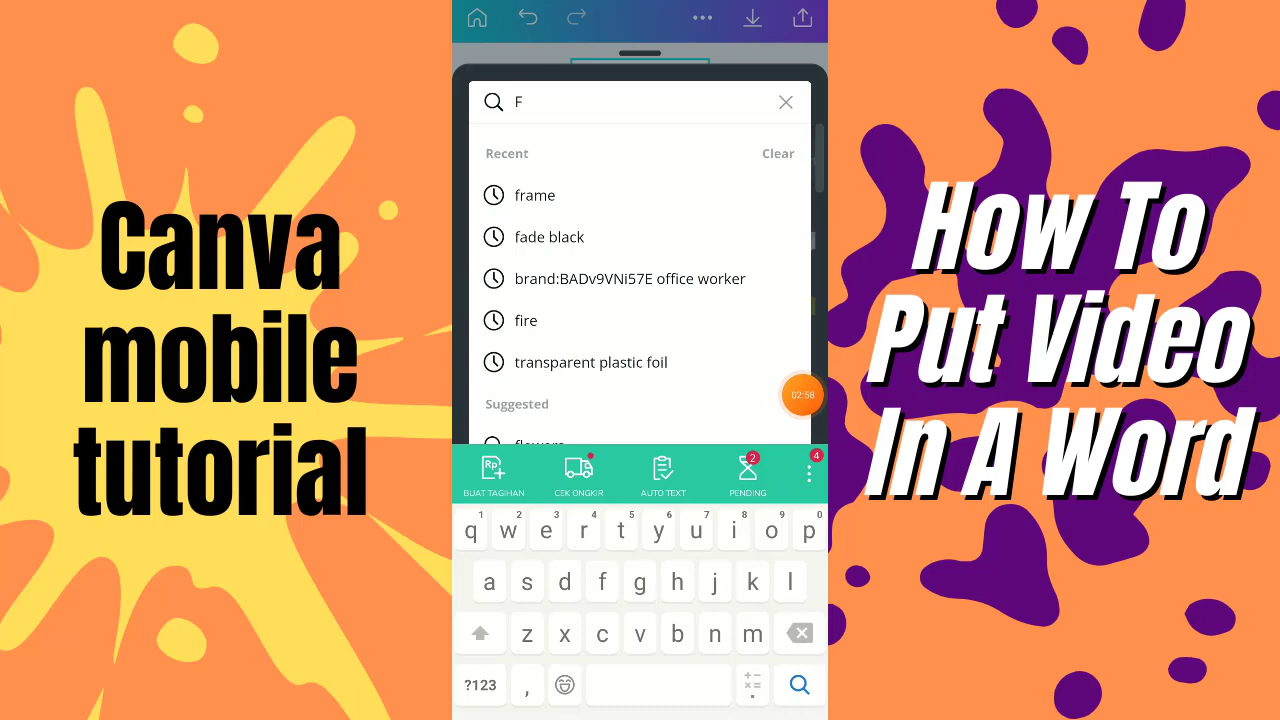 Canva
mobile
tutorial
F
Recent Clear
frame
fade black
brand:BADv9VNi57E office worker
fire
transparent plastic foil
Suggested
flowers
02:58
Rp 2 4
BUAT TAGIHAN CEK ONGKIR AUTO TEXT PENDING
1 2 3 4 5 6 7 8 9 0
q w e r t y u i o p
a s d f g h j k l
z x c v b n m
?123 ,
How To
Put Video
In A Word